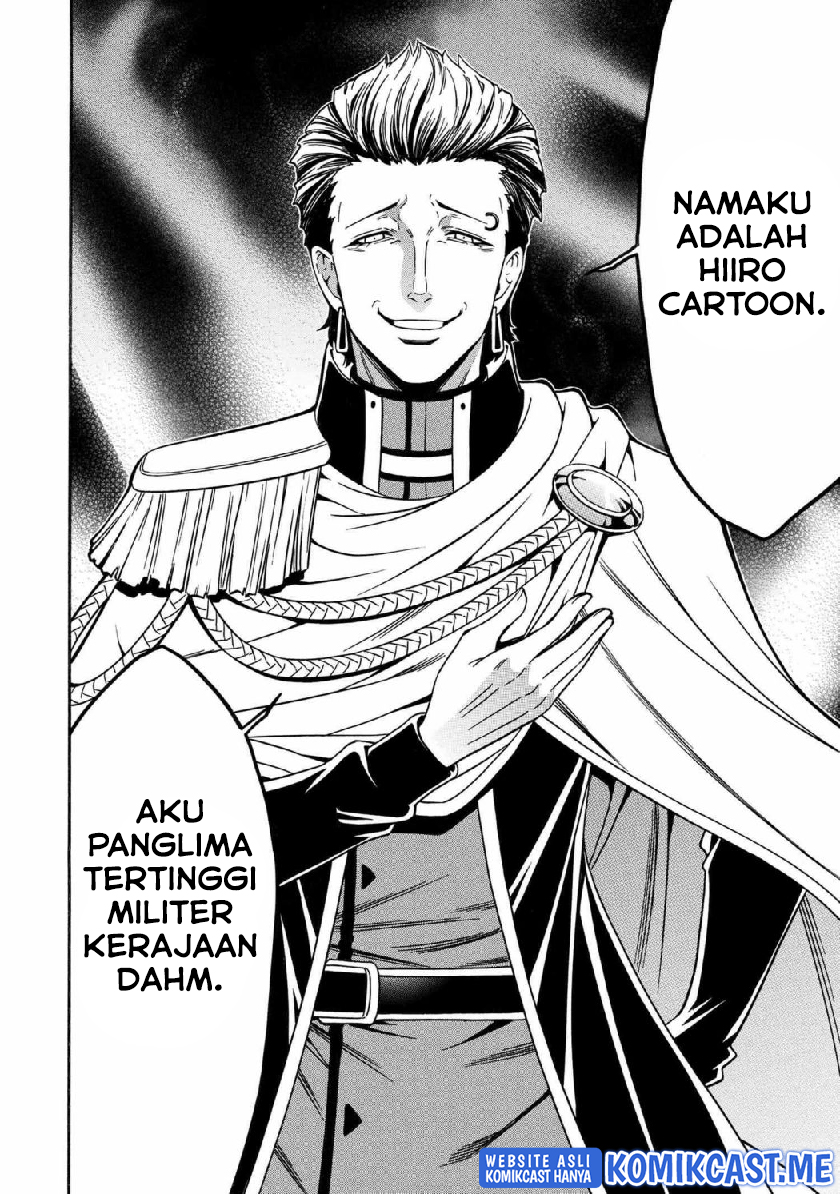 NAMAKU
ADALAH
HIIRO
CARTOON.
AKU
PANGLIMA
TERTINGGI
MILITER
KERAJAAN
DAHM.
WEBSITE ASLI
KOMIKCAST HANYA
KOMIKCAST.ME